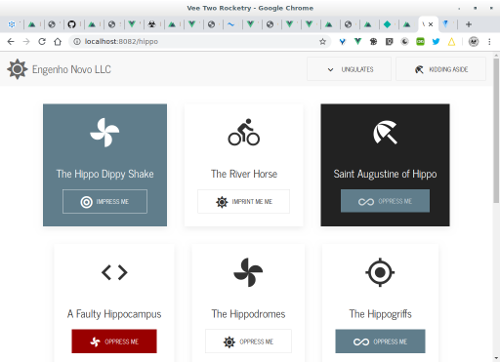 Vee Two Rocketry - Google Chrome
localhost:8082/hippo
Engenho Novo LLC
UNGULATES
KIDDING ASIDE
The Hippo Dippy Shake
The River Horse
Saint Augustine of Hippo
IMPRESS ME
IMPRINT ME ME
OPPRESS ME
A Faulty Hippocampus
The Hippodromes
The Hippogriffs
OPPRESS ME
OPPRESS ME
OPPRESS ME